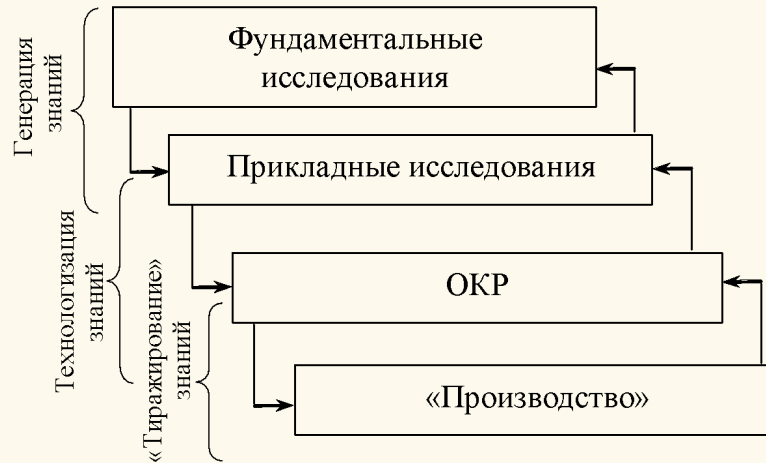 Фундаментальные
исследования
Прикладные исследования
ОКР
«Производство»
Генерация
знаний
Технологизация
знаний
«Тиражирование»
знаний